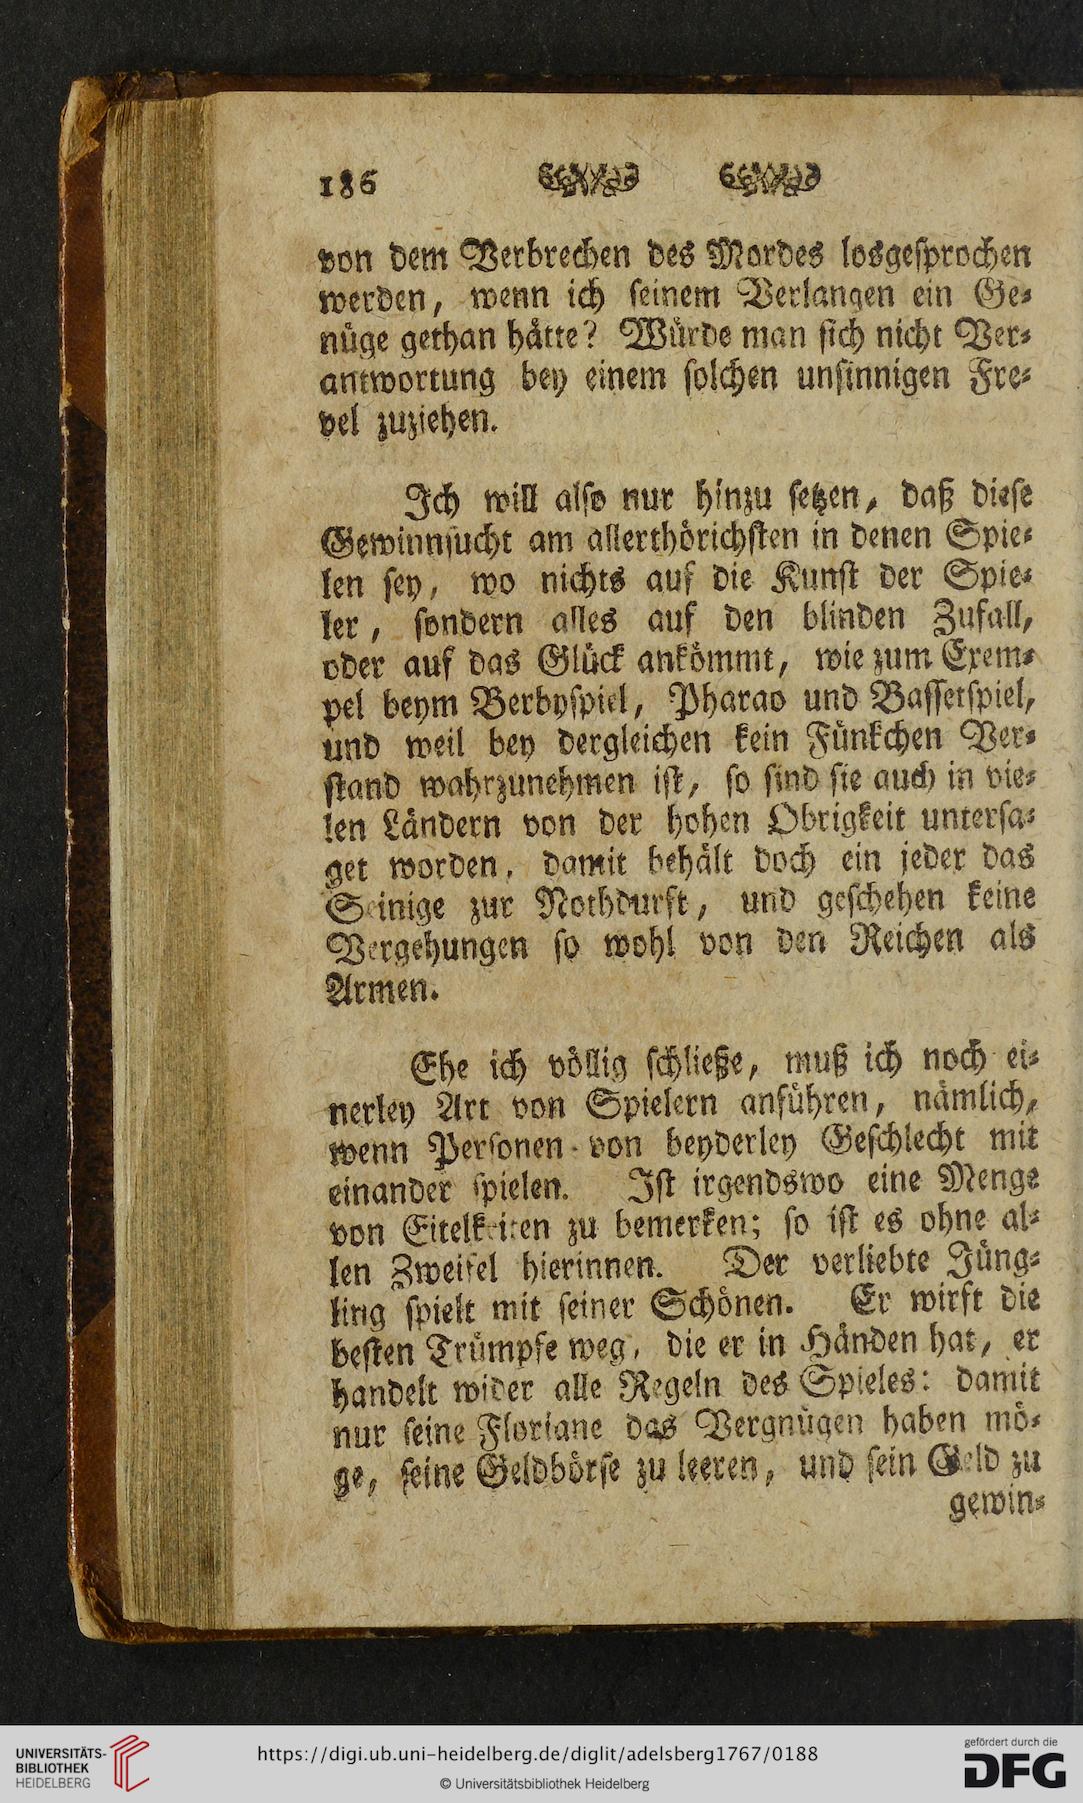 186
von dem Verbrechen des Mordes losgesprochen
werden, wenn ich seinem Verlangen ein Ge⸗
nüge gethan hätte? Würde man sich nicht Ver⸗
antwortung bey einem solchen unsinnigen Fre⸗
vel zuziehen.
Ich will also nur hinzu setzen, daß diese
Gewinnsucht am allerthörichsten in denen Spie⸗
len sey, wo nichts auf die Kunst der Spie⸗
ler, sondern alles auf den blinden Zufall,
oder auf das Glück ankömmt, wie zum Exem⸗
pel beym Berbyspiel, Pharao und Bassetspiel,
und weil bey dergleichen kein Fünkchen Ver⸗
stand wahrzunehmen ist, so sind sie auch in vie⸗
len Ländern von der hohen Obrigkeit untersa⸗
get worden, damit behält doch ein jeder das
Seinige zur Nothdurft, und geschehen keine
Vergehungen so wohl von den Reichen als
Armen.
Ehe ich völlig schließe, muß ich noch ei⸗
nerley Art von Spielern anführen, nämlich,
wenn Personen von beyderley Geschlecht mit
einander spielen. Ist irgendswo eine Menge
von Eitelkeiten zu bemerken; so ist es ohne al⸗
len Zweifel hierinnen. Der verliebte Jüng⸗
ling spielt mit seiner Schönen. Er wirft die
besten Trümpfe weg, die er in Händen hat, er
handelt wider alle Regeln des Spieles: damit
nur seine Floriane das Vergnügen haben mö⸗
ge, seine Geldbörse zu leeren, und sein Geld zu
gewin⸗
UNIVERSITÄTS-
BIBLIOTHEK
HEIDELBERG
https://digi.ub.uni-heidelberg.de/diglit/adelsberg1767/0188
© Universitätsbibliothek Heidelberg
gefördert durch die
DFG